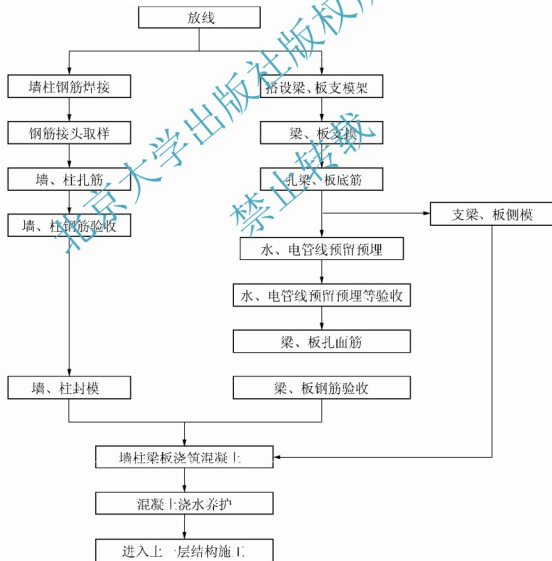 放线
墙柱钢筋焊接
搭设梁、板支模架
钢筋接头取样
梁、板支模
墙、柱扎筋
扎梁、板底筋
墙、柱钢筋验收
支梁、板侧模
水、电管线预留预埋
水、电管线预留预埋等验收
梁、板扎面筋
墙、柱封模
梁、板钢筋验收
墙柱梁板浇筑混凝土
混凝土浇水养护
进入上一层结构施工
北京大学出版社版权所
禁止转载